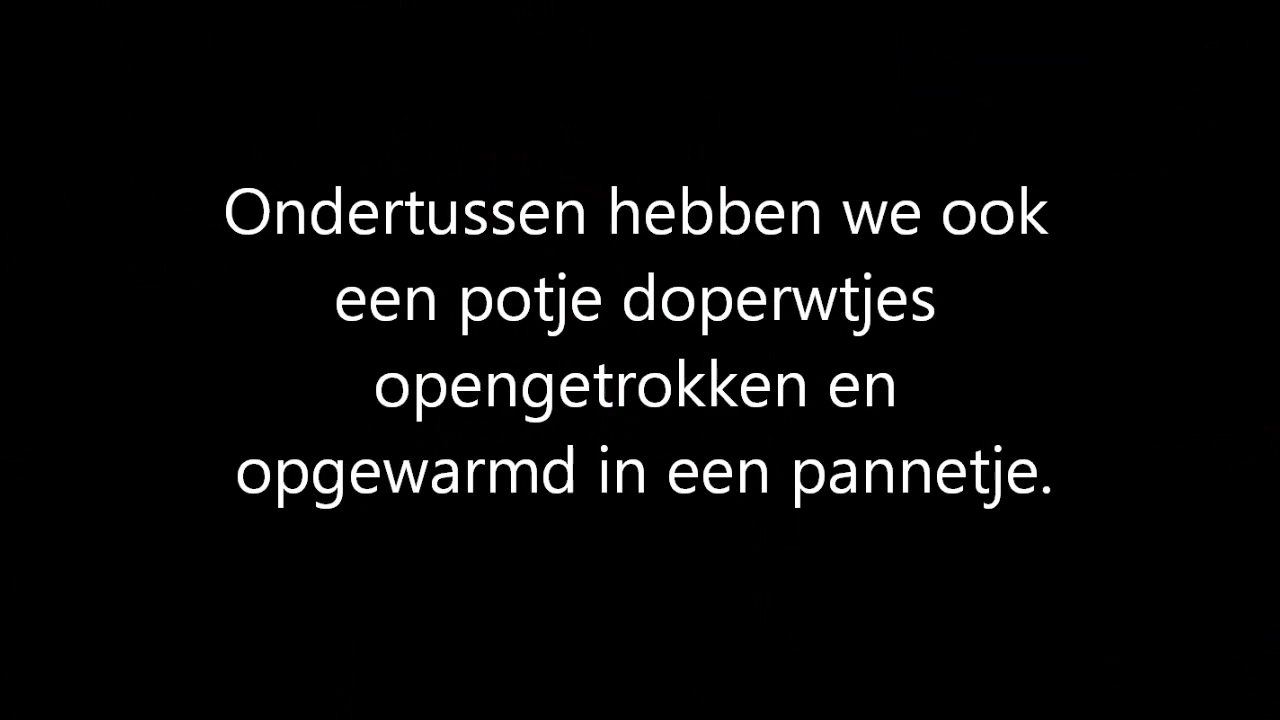 Ondertussen hebben we ook
een potje doperwtjes
opengetrokken en
opgewarmd in een pannetje.